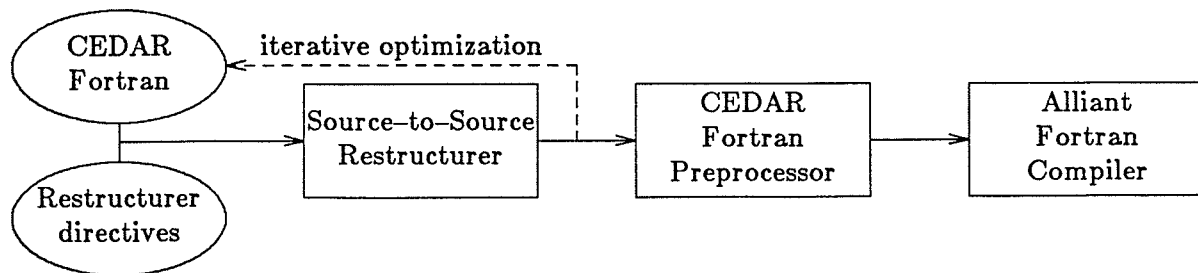 CEDAR
Fortran
iterative optimization
Source–to–Source
Restructurer
CEDAR
Fortran
Preprocessor
Alliant
Fortran
Compiler
Restructurer
directives